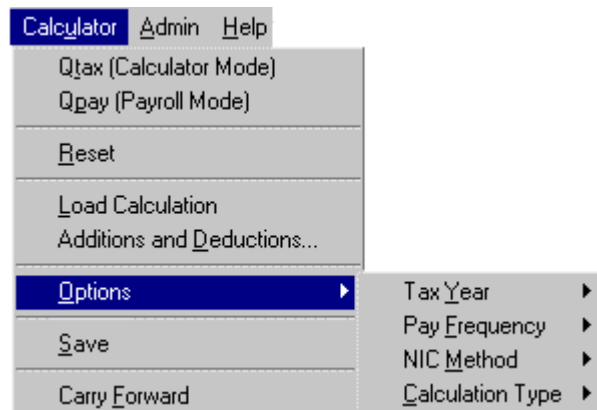 Calculator Admin Help
Qtax (Calculator Mode)
Qpay (Payroll Mode)
Reset
Load Calculation
Additions and Deductions...
Options
Tax Year
Pay Frequency
NIC Method
Calculation Type
Save
Carry Forward